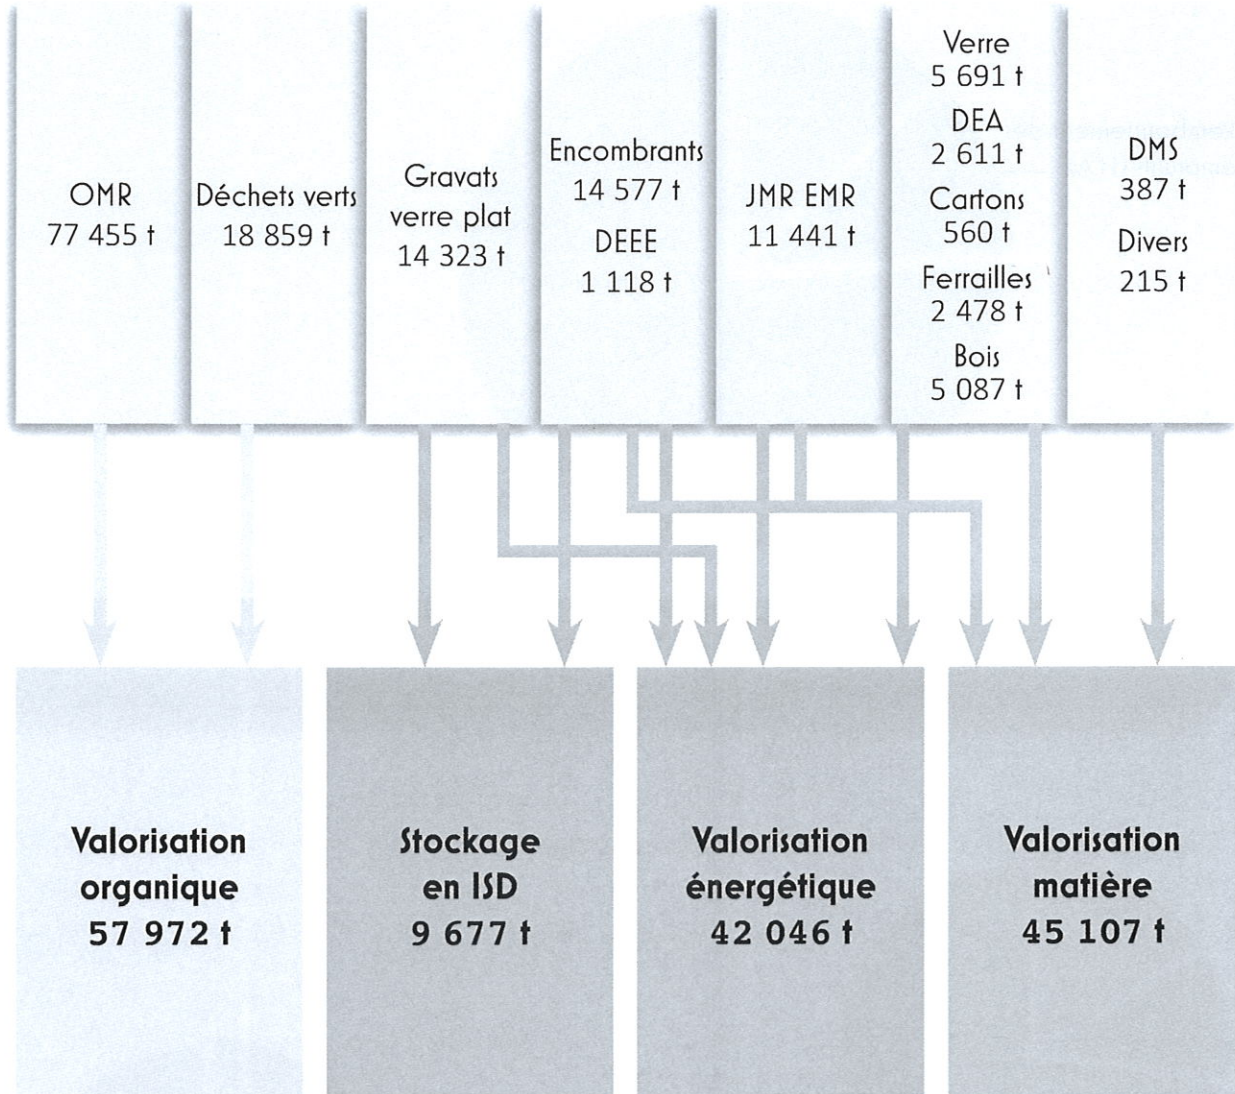 OMR
77 455 t
Déchets verts
18 859 t
Gravats
verre plat
14 323 t
Encombrants
14 577 t
DEEE
1 118 t
JMR EMR
11 441 t
Verre
5 691 t
DEA
2 611 t
Cartons
560 t
Ferrailles
2 478 t
Bois
5 087 t
DMS
387 t
Divers
215 t
Valorisation
organique
57 972 t
Stockage
en ISD
9 677 t
Valorisation
énergétique
42 046 t
Valorisation
matière
45 107 t